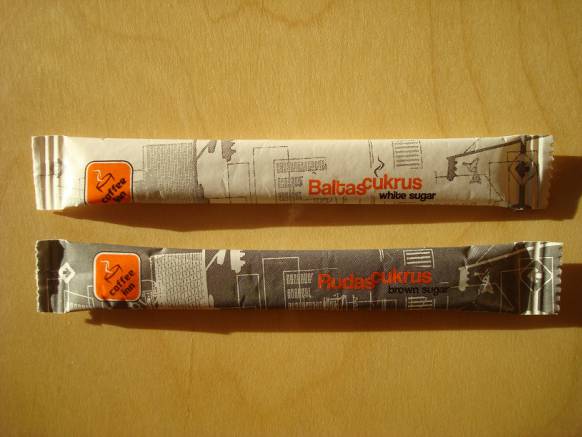 coffee
inn
Baltas cukrus
white sugar
coffee
inn
Rudas cukrus
brown sugar